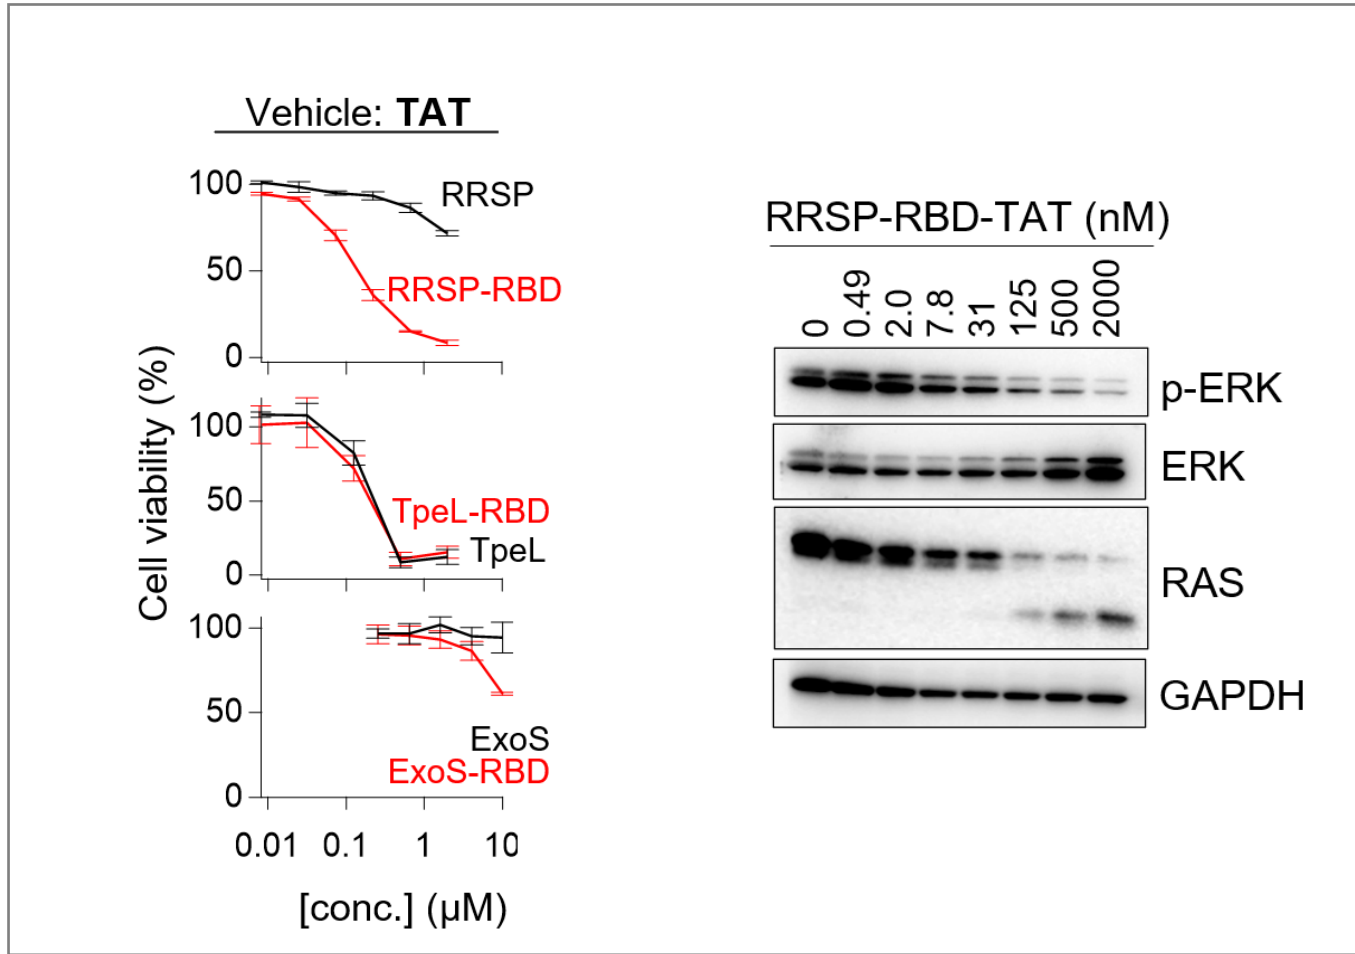 Vehicle: TAT
100
50
0
RRSP
RRSP-RBD
Cell viability (%)
100
50
0
TpeL-RBD
TpeL
100
50
0
ExoS
ExoS-RBD
0.01 0.1 1 10
[conc.] (µM)
RRSP-RBD-TAT (nM)
0 0.49 2.0 7.8 31 125 500 2000
p-ERK
ERK
RAS
GAPDH